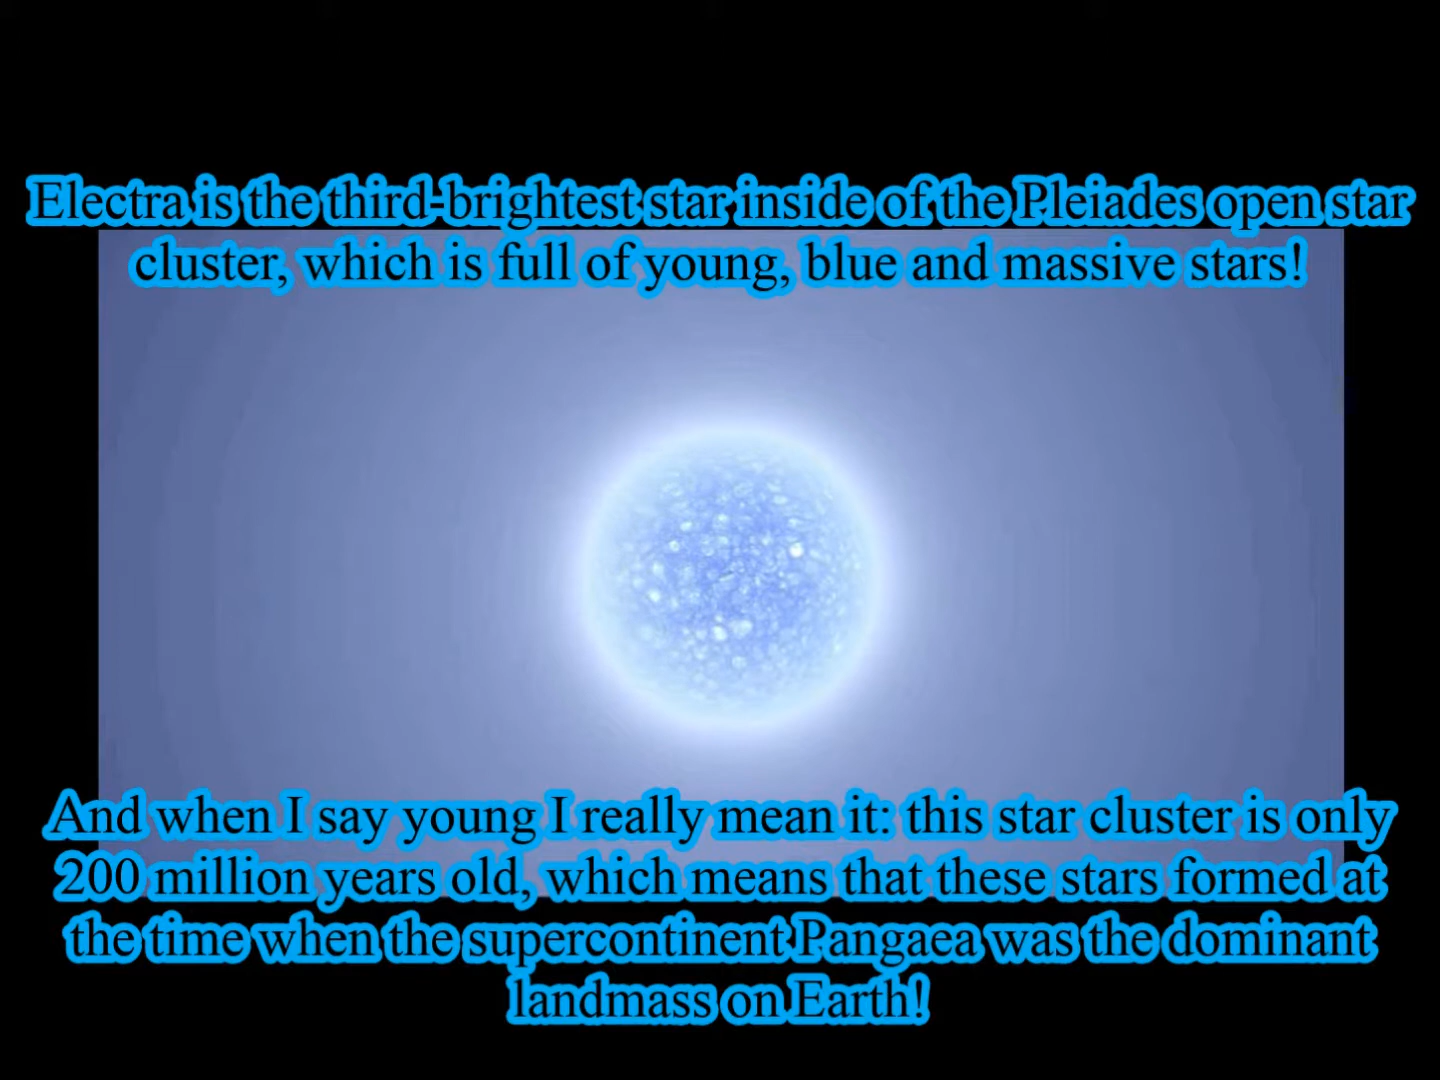 Electra is the third-brightest star inside of the Pleiades open star
cluster, which is full of young, blue and massive stars!
And when I say young I really mean it: this star cluster is only
200 million years old, which means that these stars formed at
the time when the supercontinent Pangaea was the dominant
landmass on Earth!